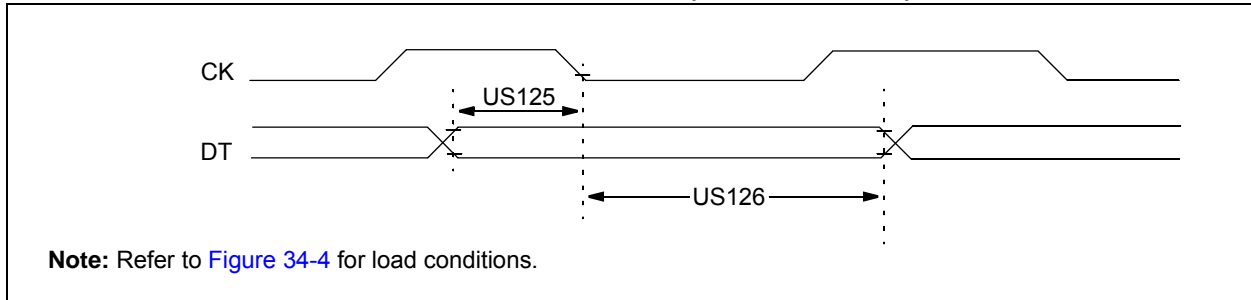 CK
US125
DT
US126
Note: Refer to Figure 34-4 for load conditions.